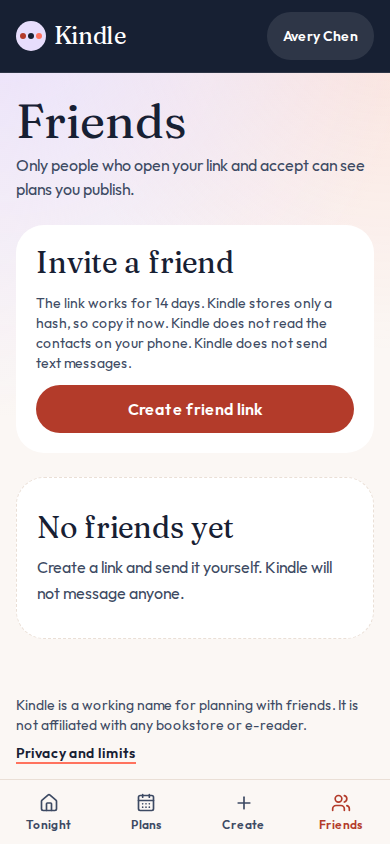 Kindle
Avery Chen
Friends
Only people who open your link and accept can see
plans you publish.
Invite a friend
The link works for 14 days. Kindle stores only a
hash, so copy it now. Kindle does not read the
contacts on your phone. Kindle does not send
text messages.
Create friend link
No friends yet
Create a link and send it yourself. Kindle will
not message anyone.
Kindle is a working name for planning with friends. It is
not affiliated with any bookstore or e-reader.
Privacy and limits
Tonight
Plans
Create
Friends